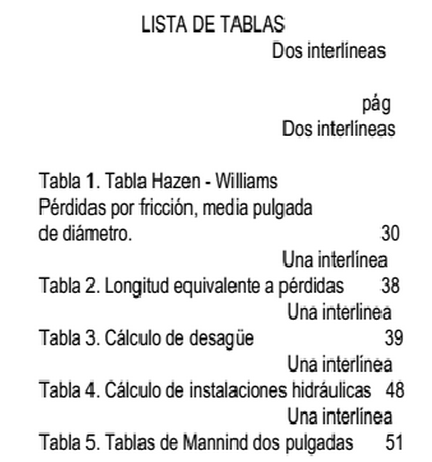 LISTA DE TABLAS
Dos interlíneas
pág
Dos interlíneas
Tabla 1. Tabla Hazen - Williams
Pérdidas por fricción, media pulgada
de diámetro. 30
Una interlínea
Tabla 2. Longitud equivalente a pérdidas 38
Una interlinea
Tabla 3. Cálculo de desagüe 39
Una interlínea
Tabla 4. Cálculo de instalaciones hidráulicas 48
Una interlínea
Tabla 5. Tablas de Mannind dos pulgadas 51